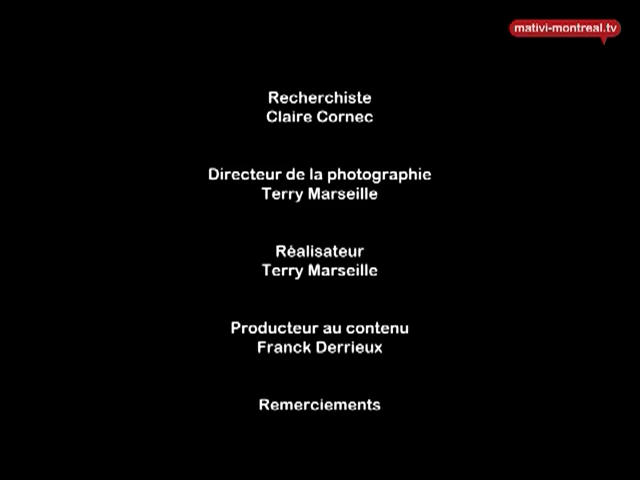 mativi-montreal.tv
Recherchiste
Claire Cornec
Directeur de la photographie
Terry Marseille
Réalisateur
Terry Marseille
Producteur au contenu
Franck Derrieux
Remerciements